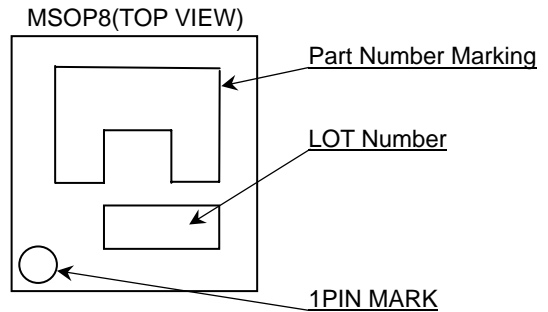 MSOP8(TOP VIEW)
Part Number Marking
LOT Number
1PIN MARK